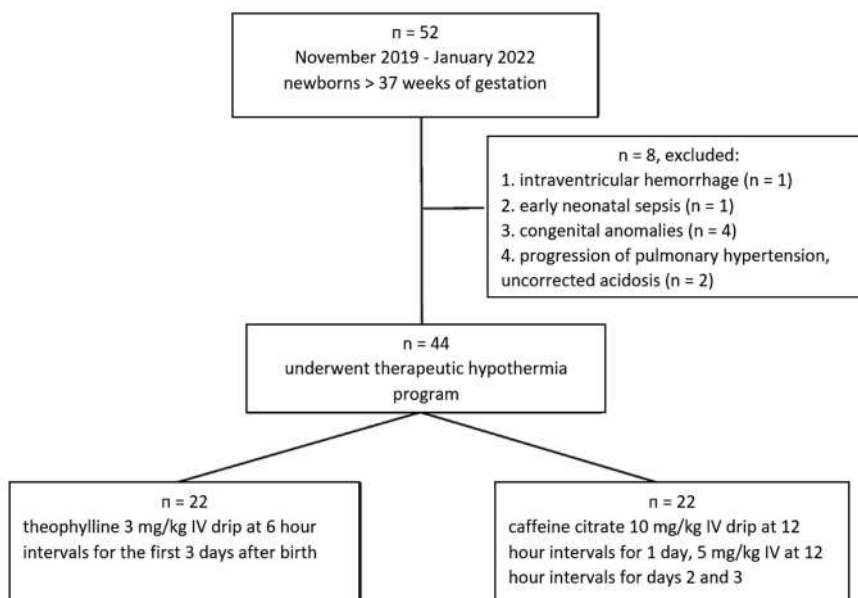 n = 52
November 2019 - January 2022
newborns > 37 weeks of gestation
n = 8, excluded:
1. intraventricular hemorrhage (n = 1)
2. early neonatal sepsis (n = 1)
3. congenital anomalies (n = 4)
4. progression of pulmonary hypertension,
uncorrected acidosis (n = 2)
n = 44
underwent therapeutic hypothermia
program
n = 22
theophylline 3 mg/kg IV drip at 6 hour
intervals for the first 3 days after birth
n = 22
caffeine citrate 10 mg/kg IV drip at 12
hour intervals for 1 day, 5 mg/kg IV at 12
hour intervals for days 2 and 3